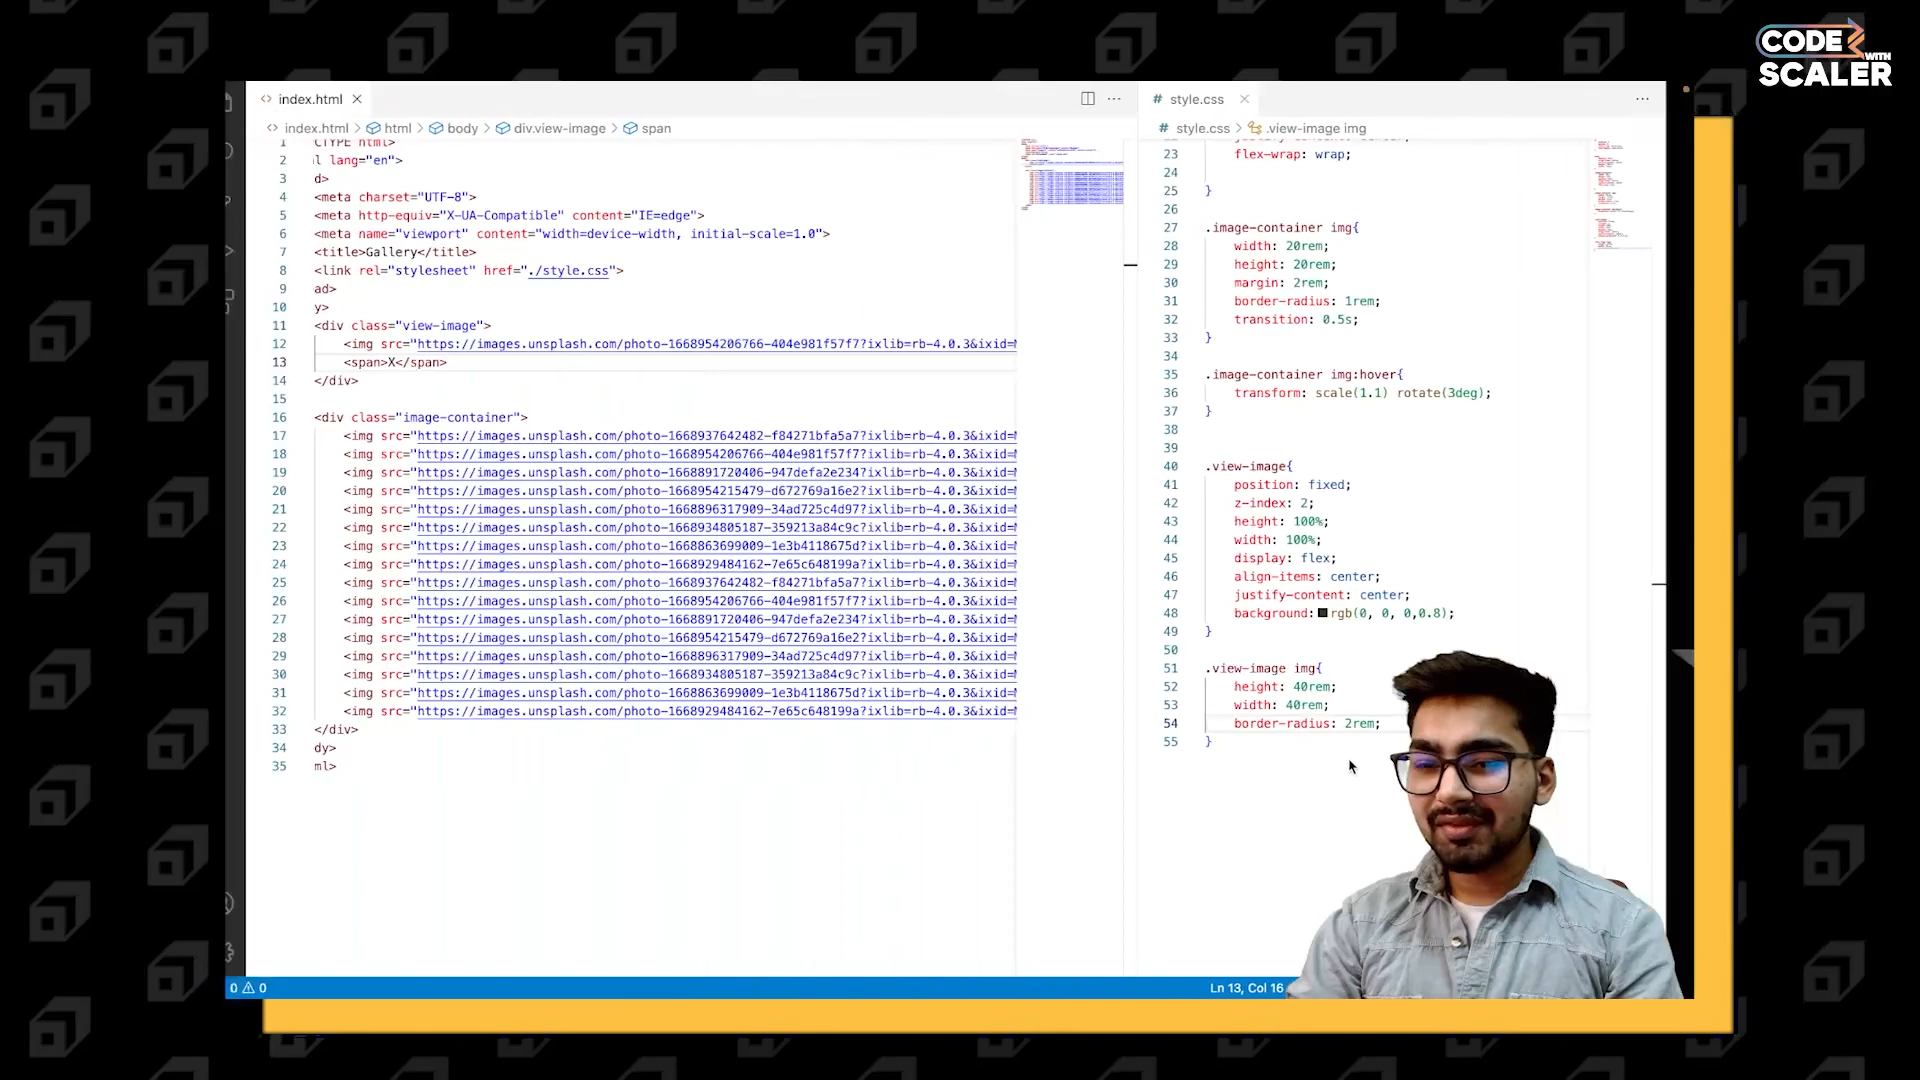 CODE
WITH
SCALER
index.html
index.html > html > body > div.view-image > span
1 CTYPE html>
2 l lang="en">
3 d>
4 <meta charset="UTF-8">
5 <meta http-equiv="X-UA-Compatible" content="IE=edge">
6 <meta name="viewport" content="width=device-width, initial-scale=1.0">
7 <title>Gallery</title>
8 <link rel="stylesheet" href="./style.css">
9 ad>
10 y>
11 <div class="view-image">
12 <img src="https://images.unsplash.com/photo-1668954206766-404e981f57f7?ixlib=rb-4.0.3&ixid=
13 <span>X</span>
14 </div>
15
16 <div class="image-container">
17 <img src="https://images.unsplash.com/photo-1668937642482-f84271bfa5a7?ixlib=rb-4.0.3&ixid=
18 <img src="https://images.unsplash.com/photo-1668954206766-404e981f57f7?ixlib=rb-4.0.3&ixid=
19 <img src="https://images.unsplash.com/photo-1668891720406-947defa2e234?ixlib=rb-4.0.3&ixid=
20 <img src="https://images.unsplash.com/photo-1668954215479-d672769a16e2?ixlib=rb-4.0.3&ixid=
21 <img src="https://images.unsplash.com/photo-1668896317909-34ad725c4d97?ixlib=rb-4.0.3&ixid=
22 <img src="https://images.unsplash.com/photo-1668934805187-359213a84c9c?ixlib=rb-4.0.3&ixid=
23 <img src="https://images.unsplash.com/photo-1668863699009-1e3b4118675d?ixlib=rb-4.0.3&ixid=
24 <img src="https://images.unsplash.com/photo-1668929484162-7e65c648199a?ixlib=rb-4.0.3&ixid=
25 <img src="https://images.unsplash.com/photo-1668937642482-f84271bfa5a7?ixlib=rb-4.0.3&ixid=
26 <img src="https://images.unsplash.com/photo-1668954206766-404e981f57f7?ixlib=rb-4.0.3&ixid=
27 <img src="https://images.unsplash.com/photo-1668891720406-947defa2e234?ixlib=rb-4.0.3&ixid=
28 <img src="https://images.unsplash.com/photo-1668954215479-d672769a16e2?ixlib=rb-4.0.3&ixid=
29 <img src="https://images.unsplash.com/photo-1668896317909-34ad725c4d97?ixlib=rb-4.0.3&ixid=
30 <img src="https://images.unsplash.com/photo-1668934805187-359213a84c9c?ixlib=rb-4.0.3&ixid=
31 <img src="https://images.unsplash.com/photo-1668863699009-1e3b4118675d?ixlib=rb-4.0.3&ixid=
32 <img src="https://images.unsplash.com/photo-1668929484162-7e65c648199a?ixlib=rb-4.0.3&ixid=
33 </div>
34 dy>
35 ml>
# style.css
# style.css > .view-image img
23 flex-wrap: wrap;
24
25 }
26
27 .image-container img{
28 width: 20rem;
29 height: 20rem;
30 margin: 2rem;
31 border-radius: 1rem;
32 transition: 0.5s;
33 }
34
35 .image-container img:hover{
36 transform: scale(1.1) rotate(3deg);
37 }
38
39
40 .view-image{
41 position: fixed;
42 z-index: 2;
43 height: 100%;
44 width: 100%;
45 display: flex;
46 align-items: center;
47 justify-content: center;
48 background: rgb(0, 0, 0,0.8);
49 }
50
51 .view-image img{
52 height: 40rem;
53 width: 40rem;
54 border-radius: 2rem;
55 }
0 0
Ln 13, Col 16